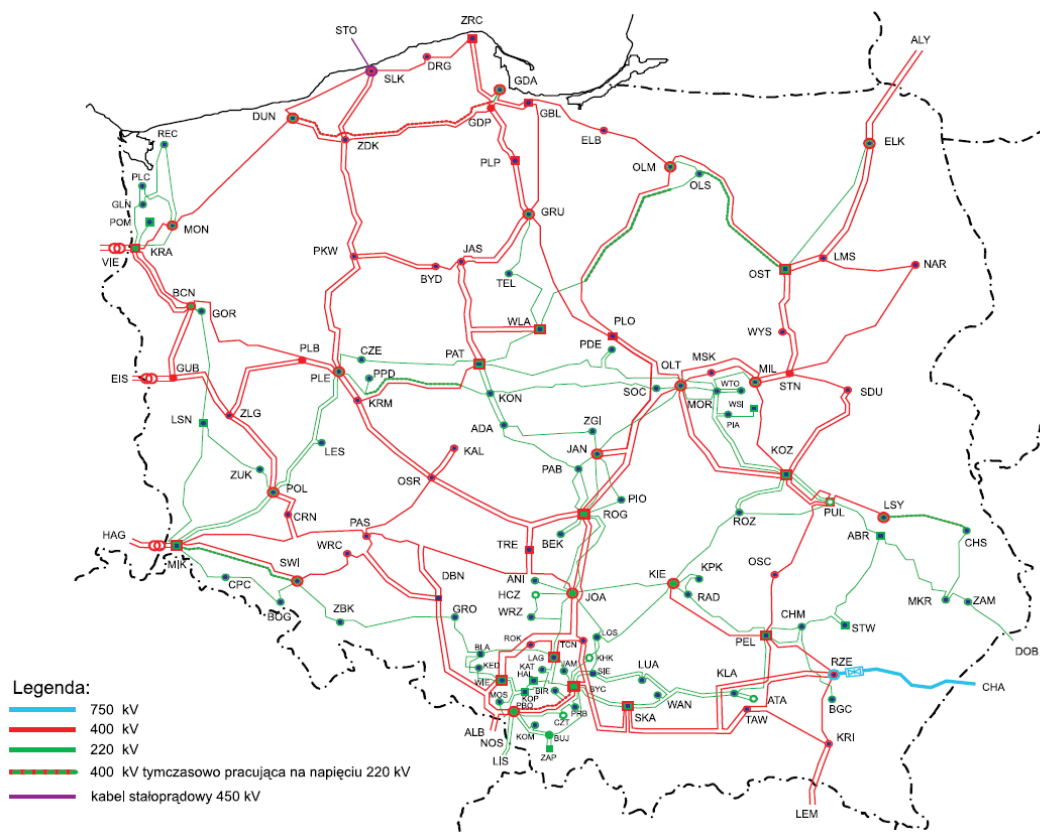 STO
ZRC
DRG
SLK
GDA
ALY
DUN
GDP
GBL
REC
ZDK
ELB
ELK
PLP
OLM
PLC
OLS
GLN
POM
MON
GRU
VIE
KRA
PKW
JAS
BYD
TEL
OST
LMS
NAR
BCN
GOR
WLA
PLO
WYS
PLB
CZE
PAT
PDE
OLT
MSK
MIL
EIS
GUB
PLE
PPD
STN
SDU
KRM
KON
SOC
MOR
WTO
WSI
PIA
LSN
ZLG
ADA
ZGI
LES
KAL
JAN
KOZ
ZUK
POL
OSR
PAB
PIO
LSY
CRN
ROG
ROZ
PUL
HAG
MIK
PAS
BEK
ABR
CHS
WRC
TRE
SWI
OSC
CPC
DBN
ANI
HCZ
JOA
KIE
KPK
RAD
MKR
ZAM
BOG
ZBK
GRO
WRZ
CHM
STW
DOB
ROK
TCN
LOS
PEL
BLA
LAG
KHK
KED
KAT
JAM
SIE
LUA
RZE
WIE
HAL
BIR
BYC
KLA
CHA
MOS
KOP
WAN
ATA
PBO
PRB
SKA
TAW
BGC
ALB
NOS
CZT
KOM
BUJ
KRI
LIS
ZAP
LEM
Legenda:
750 kV
400 kV
220 kV
400 kV tymczasowo pracująca na napięciu 220 kV
kabel stałoprądowy 450 kV